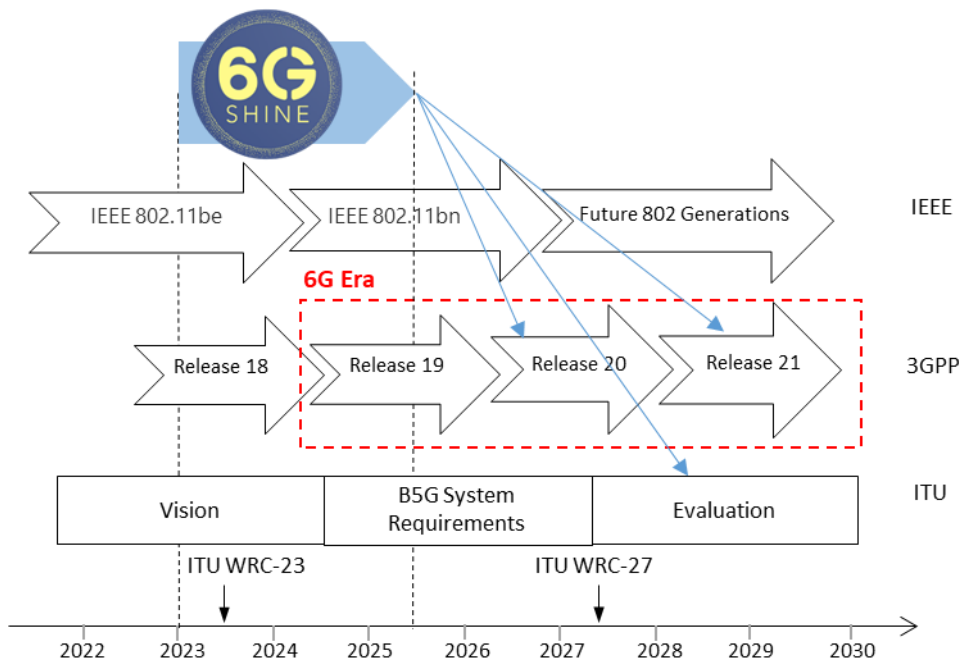 6G
SHINE
IEEE 802.11be
IEEE 802.11bn
Future 802 Generations
IEEE
6G Era
Release 18
Release 19
Release 20
Release 21
3GPP
Vision
B5G System
Requirements
Evaluation
ITU
ITU WRC-23
ITU WRC-27
2022
2023
2024
2025
2026
2027
2028
2029
2030